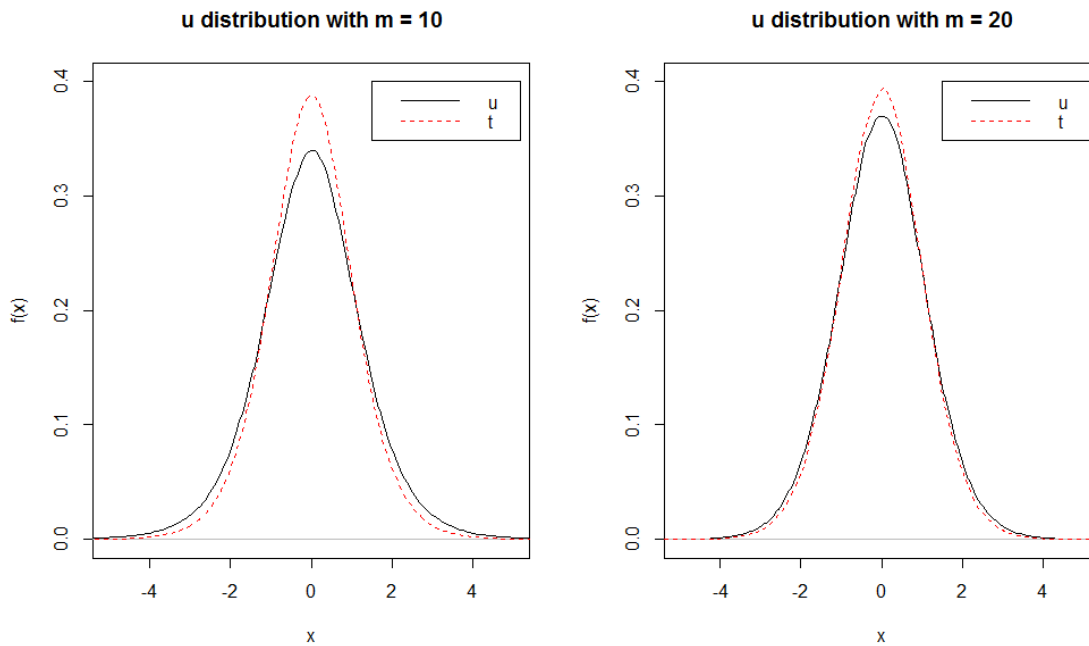 u distribution with m = 10
0.4
0.3
0.2
0.1
0.0
f(x)
-4 -2 0 2 4
x
u
t
u distribution with m = 20
0.4
0.3
0.2
0.1
0.0
f(x)
-4 -2 0 2 4
x
u
t